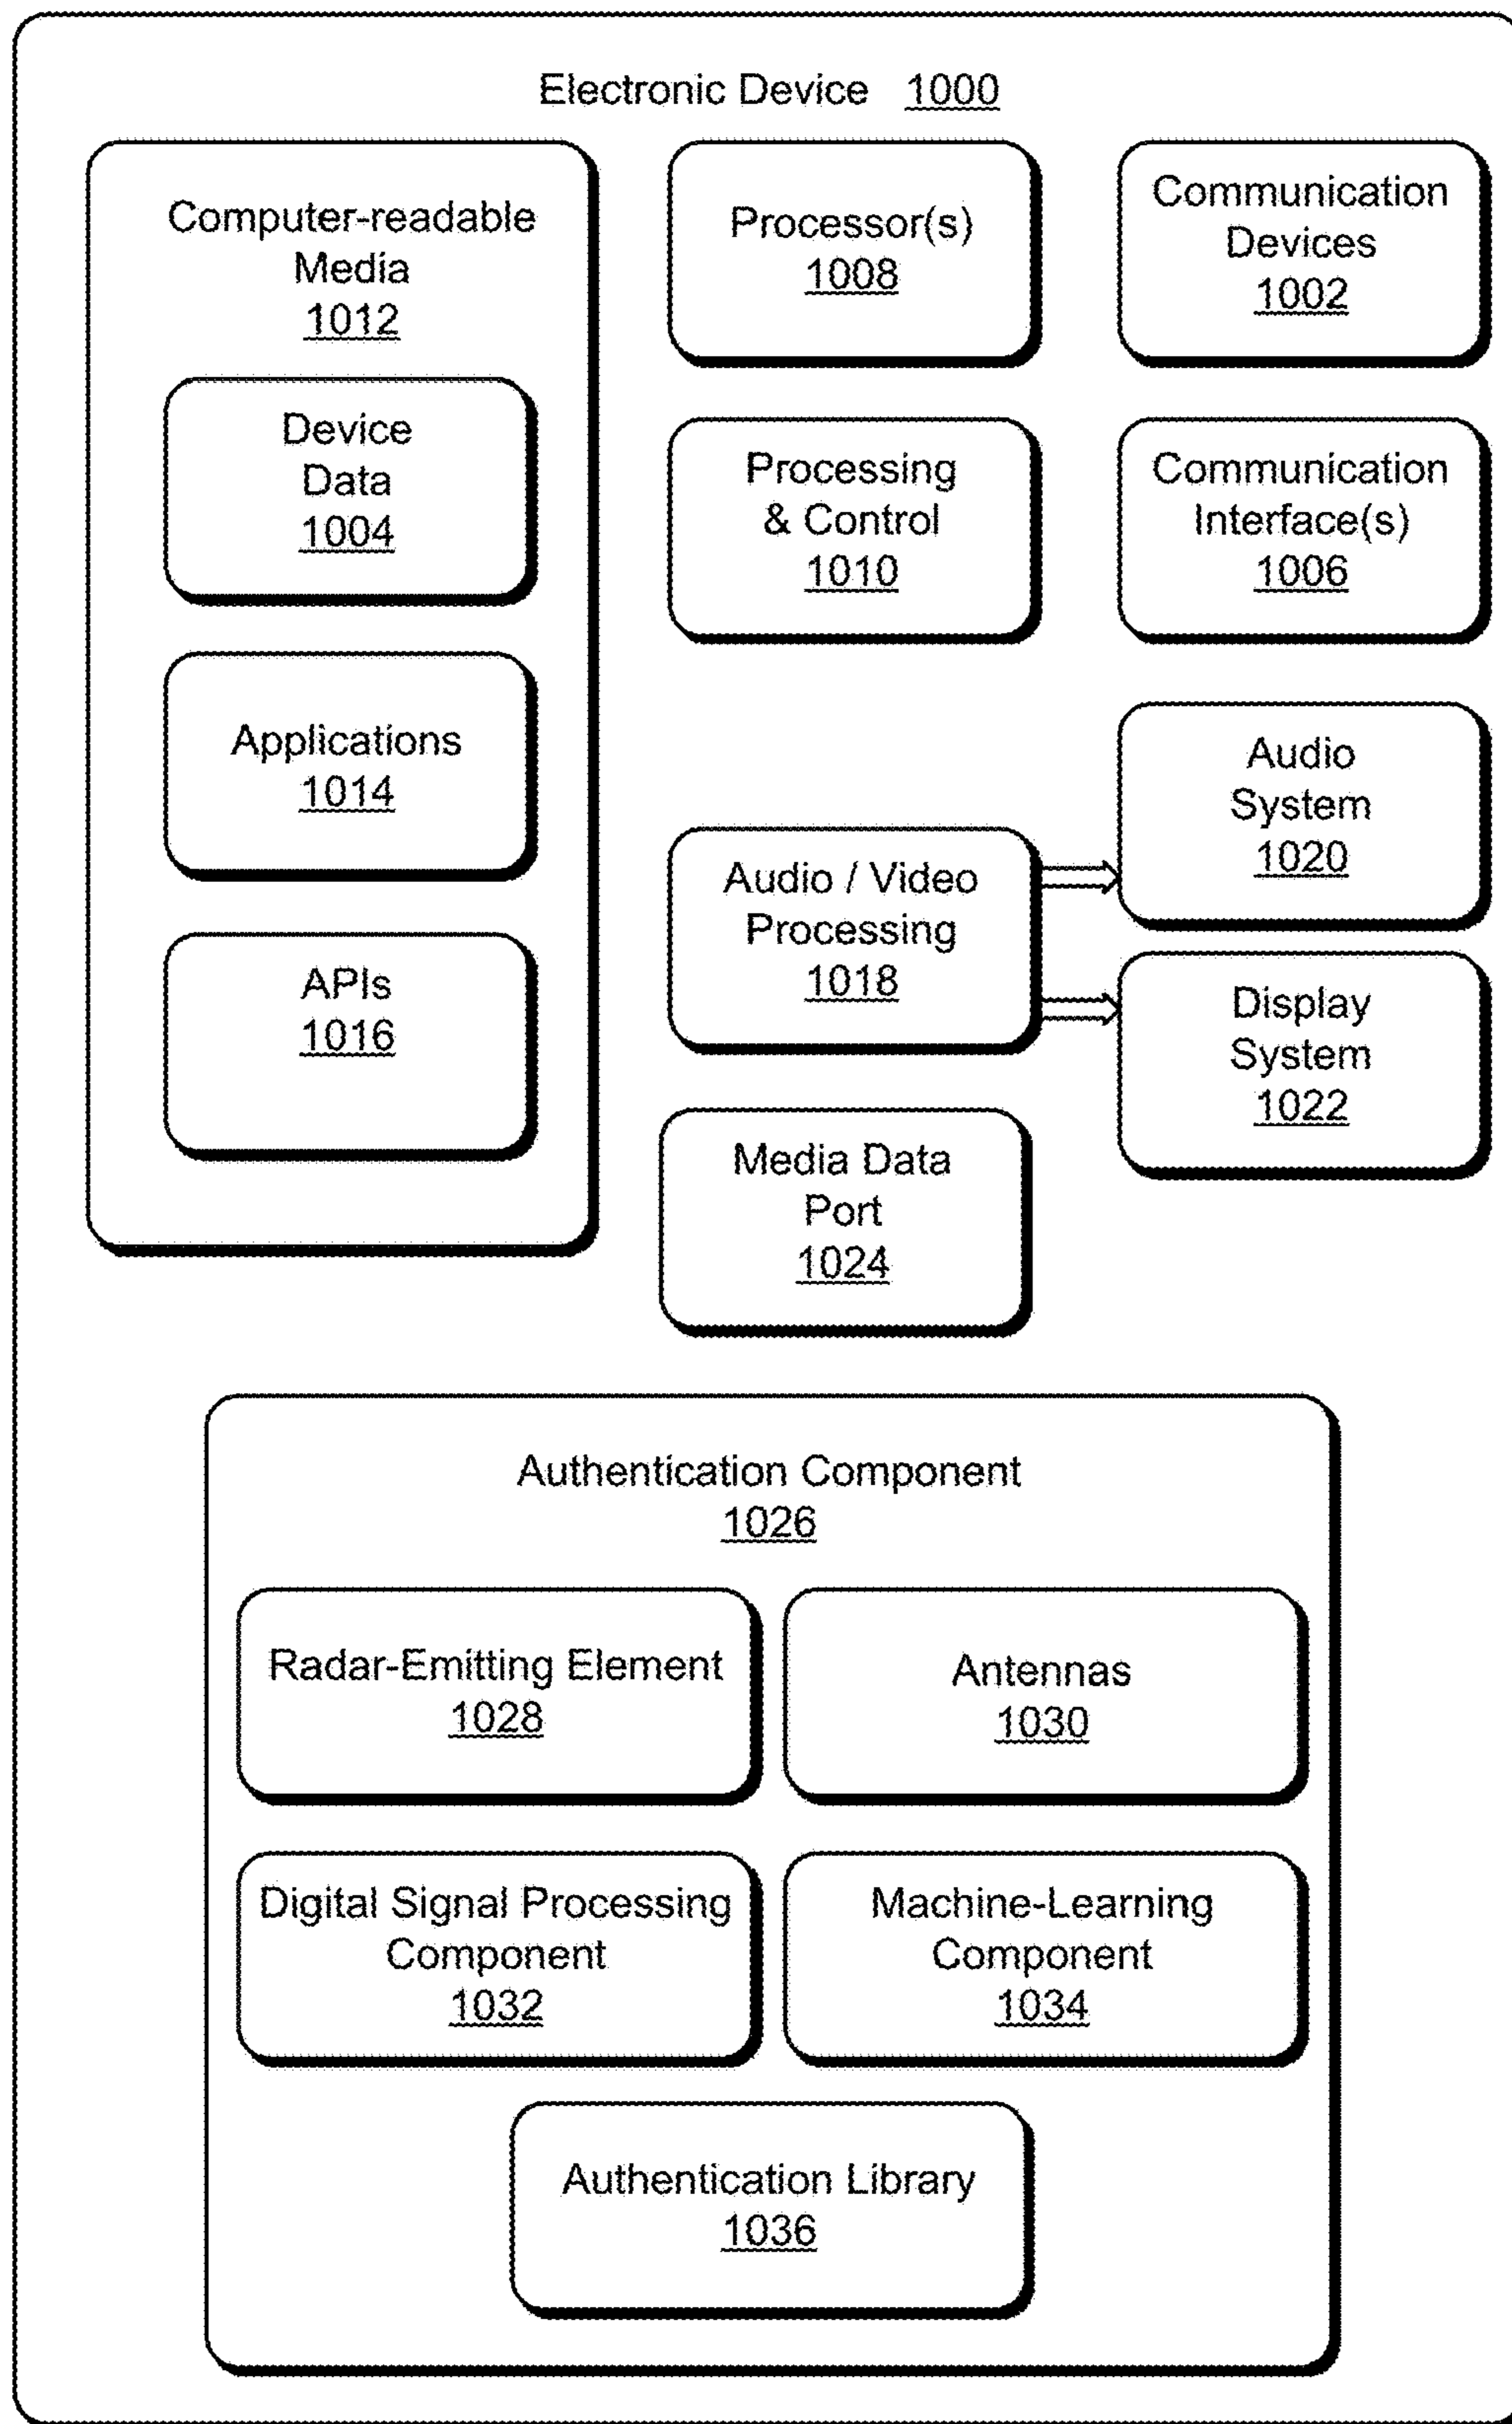 Electronic Device 1000
Computer-readable
Media
1012
Device
Data
1004
Applications
1014
APIs
1016
Processor(s)
1008
Communication
Devices
1002
Processing
& Control
1010
Communication
Interface(s)
1006
Audio / Video
Processing
1018
Audio
System
1020
Display
System
1022
Media Data
Port
1024
Authentication Component
1026
Radar-Emitting Element
1028
Antennas
1030
Digital Signal Processing
Component
1032
Machine-Learning
Component
1034
Authentication Library
1036